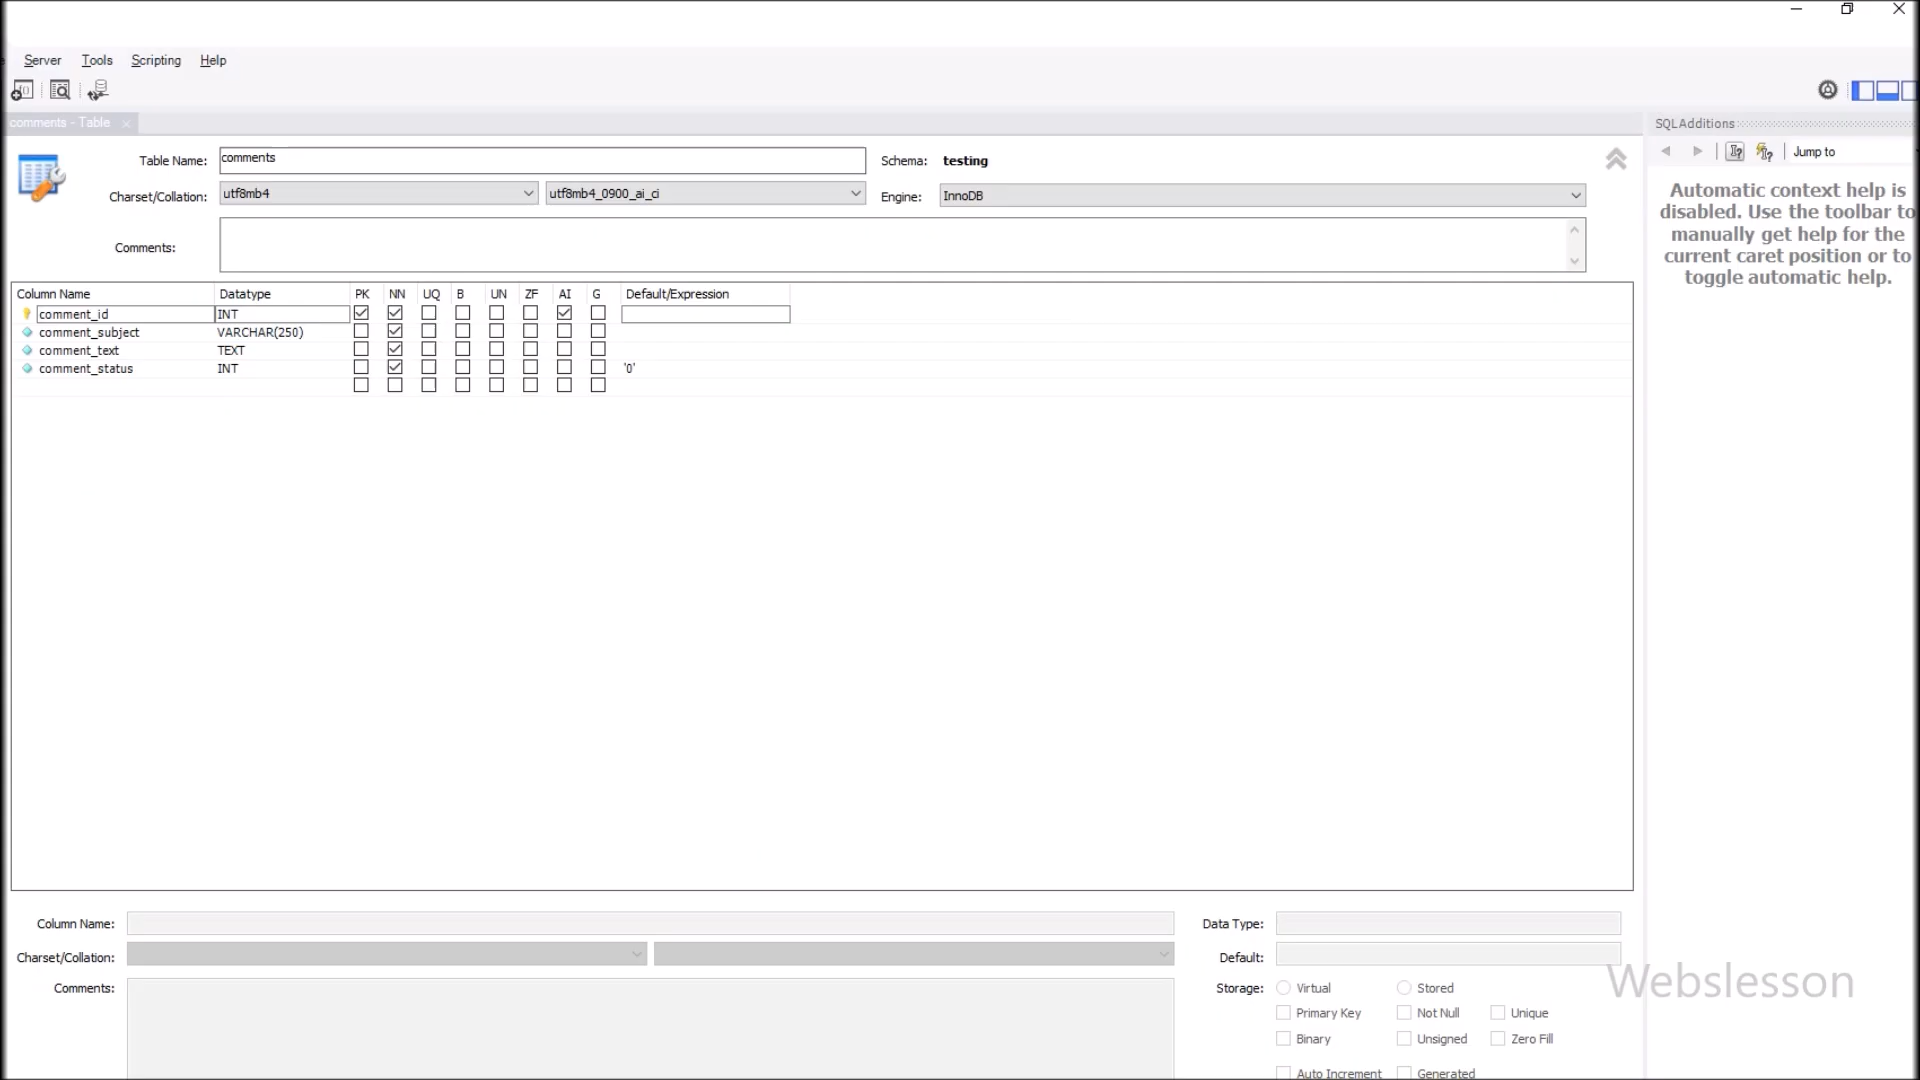 Server Tools Scripting Help
comments - Table
SQLAdditions
Jump to
Table Name: comments Schema: testing
Charset/Collation: utf8mb4 utf8mb4_0900_ai_ci Engine: InnoDB
Comments:
Automatic context help is
disabled. Use the toolbar to
manually get help for the
current caret position or to
toggle automatic help.
Column Name Datatype PK NN UQ B UN ZF AI G Default/Expression
comment_id INT
comment_subject VARCHAR(250)
comment_text TEXT
comment_status INT '0'
Column Name: Data Type:
Charset/Collation: Default:
Comments: Storage: Virtual Stored
Primary Key Not Null Unique
Binary Unsigned Zero Fill
Auto Increment Generated
Webslesson